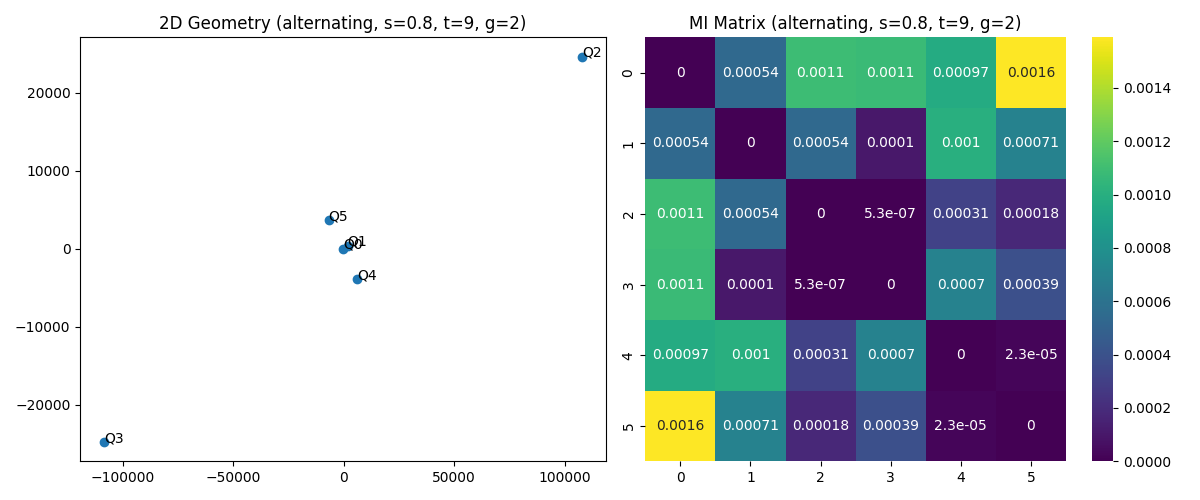 2D Geometry (alternating, s=0.8, t=9, g=2)
20000
10000
0
−10000
−20000
−100000 −50000 0 50000 100000
Q2
Q5
Q1
Q0
Q4
Q3
MI Matrix (alternating, s=0.8, t=9, g=2)
0 0 0.00054 0.0011 0.0011 0.00097 0.0016
1 0.00054 0 0.00054 0.0001 0.001 0.00071
2 0.0011 0.00054 0 5.3e-07 0.00031 0.00018
3 0.0011 0.0001 5.3e-07 0 0.0007 0.00039
4 0.00097 0.001 0.00031 0.0007 0 2.3e-05
5 0.0016 0.00071 0.00018 0.00039 2.3e-05 0
0 1 2 3 4 5
0.0014
0.0012
0.0010
0.0008
0.0006
0.0004
0.0002
0.0000